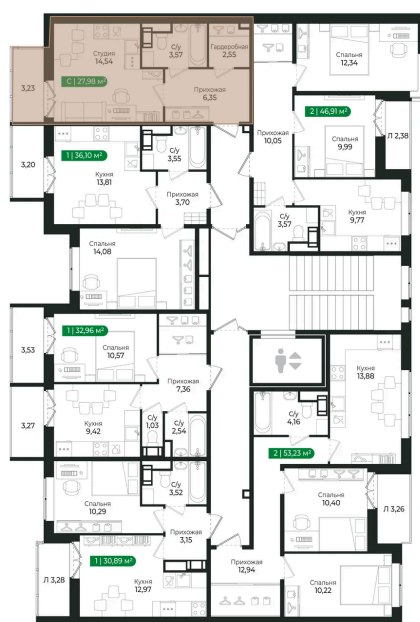 Студия
14,54
С/у
3,57
Гардеробная
2,55
Спальня
12,34
3,23
С | 27,98 м²
Прихожая
6,35
2 | 46,91 м²
Спальня
9,99
Л 2,38
Прихожая
10,05
3,20
1 | 36,10 м²
Кухня
13,81
С/у
3,55
Прихожая
3,70
С/у
3,57
Кухня
9,77
Спальня
14,08
3,53
1 | 32,96 м²
Спальня
10,57
Прихожая
7,36
Кухня
13,88
3,27
Кухня
9,42
С/у
1,03
С/у
2,54
С/у
4,16
2 | 53,23 м²
Спальня
10,29
С/у
3,52
Спальня
10,40
Л 3,26
Прихожая
3,15
1 | 30,89 м²
Л 3,28
Кухня
12,97
Прихожая
12,94
Спальня
10,22